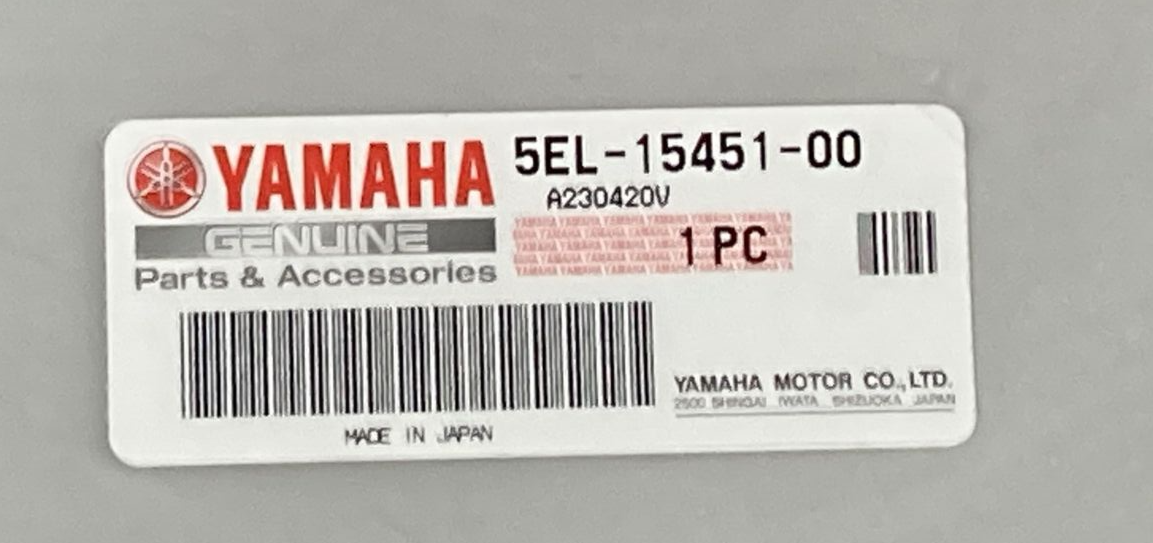 YAMAHA
GENUINE
Parts & Accessories
5EL-15451-00
A230420V
1 PC
MADE IN JAPAN
YAMAHA MOTOR CO.,LTD.
2500 SHINGAI IWATA SHIZUOKA JAPAN